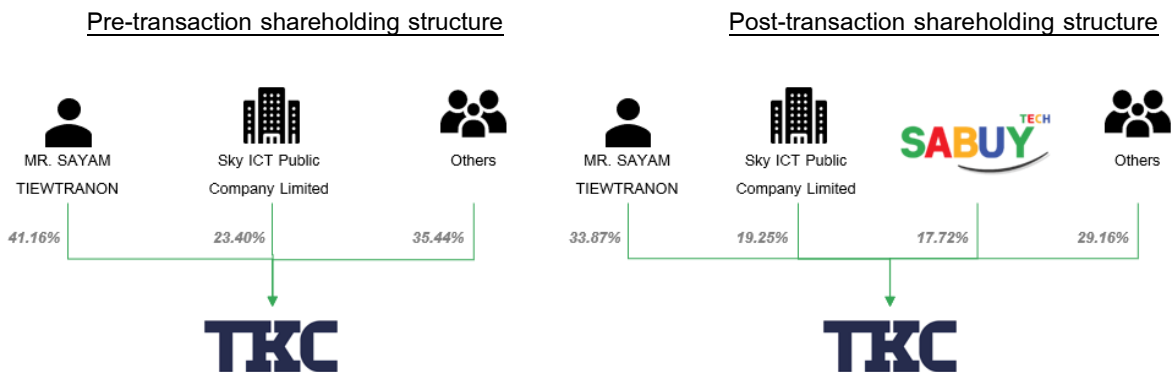 Pre-transaction shareholding structure
MR. SAYAM
TIEWTRANON
Sky ICT Public
Company Limited
Others
41.16%
23.40%
35.44%
TKC
Post-transaction shareholding structure
MR. SAYAM
TIEWTRANON
Sky ICT Public
Company Limited
SABUY
TECH
Others
33.87%
19.25%
17.72%
29.16%
TKC